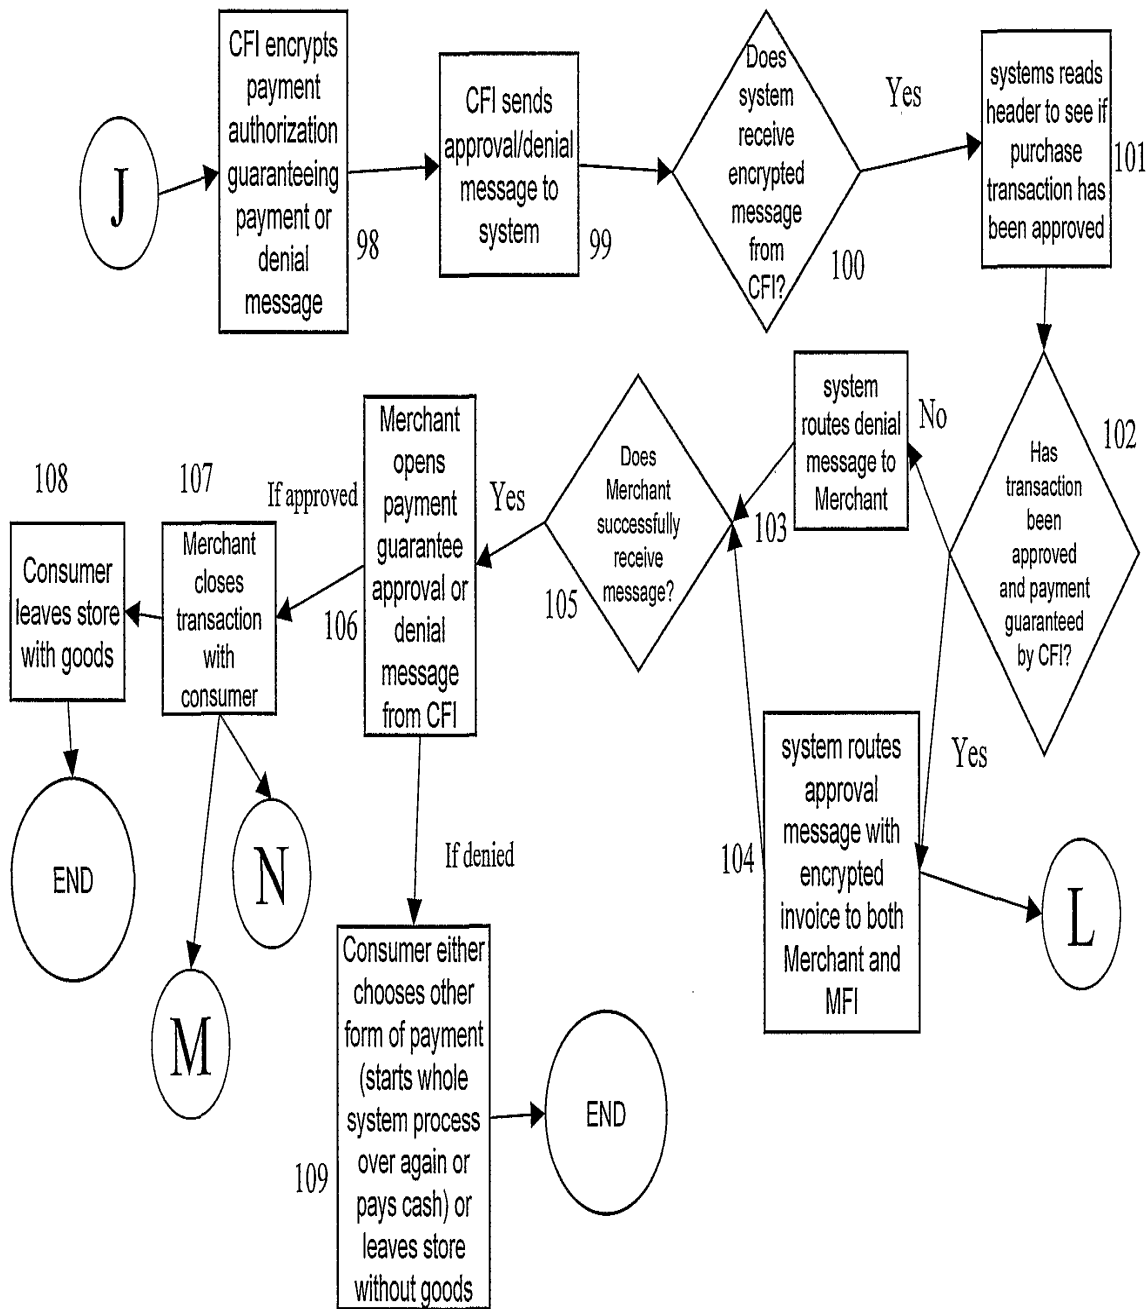 J
CFI encrypts
payment
authorization
guaranteeing
payment or
denial
message
98
CFI sends
approval/denial
message to
system
99
Does
system
receive
encrypted
message
from
CFI?
100
Yes
systems reads
header to see if
purchase
transaction has
been approved
101
102
Has
transaction
been
approved
and payment
guaranteed
by CFI?
No
system
routes denial
message to
Merchant
103
Yes
system routes
approval
message with
encrypted
invoice to both
Merchant and
MFI
104
L
Does
Merchant
successfully
receive
message?
105
Yes
Merchant
opens
payment
guarantee
approval or
denial
message
from CFI
106
If approved
107
Merchant
closes
transaction
with
consumer
108
Consumer
leaves store
with goods
END
N
M
If denied
Consumer either
chooses other
form of payment
(starts whole
system process
over again or
pays cash) or
leaves store
without goods
109
END